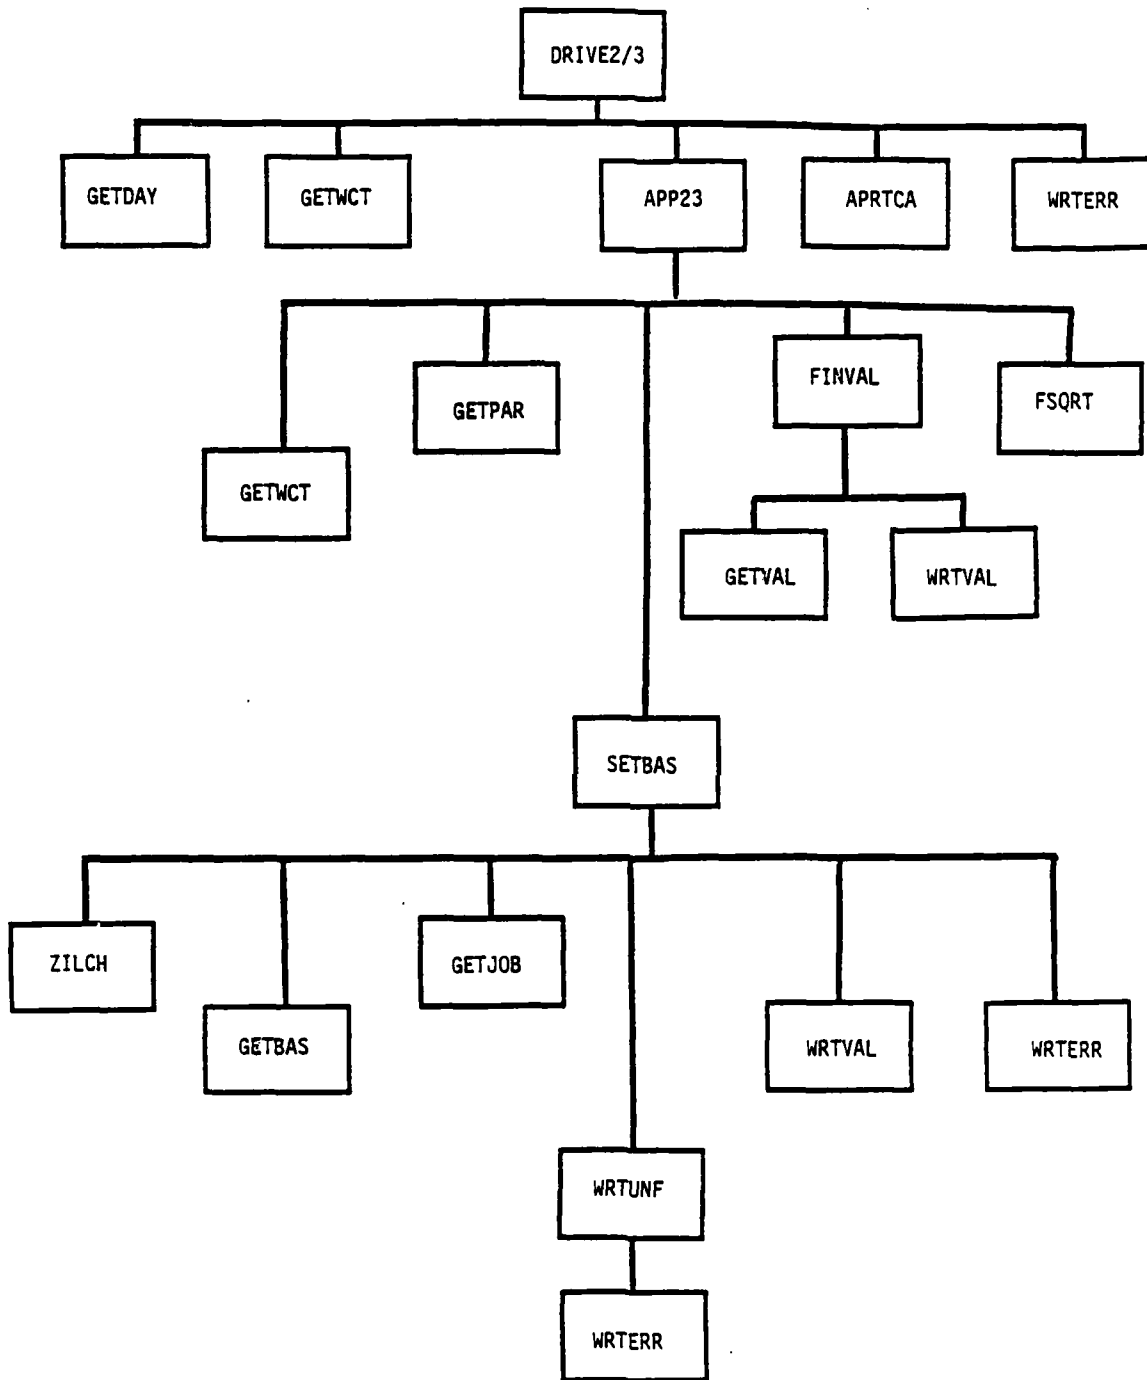 DRIVE2/3
GETDAY
GETWCT
APP23
APRTCA
WRTERR
FINVAL
GETPAR
FSQRT
GETWCT
GETVAL
WRTVAL
SETBAS
ZILCH
GETJOB
GETBAS
WRTVAL
WRTERR
WRTUNF
WRTERR